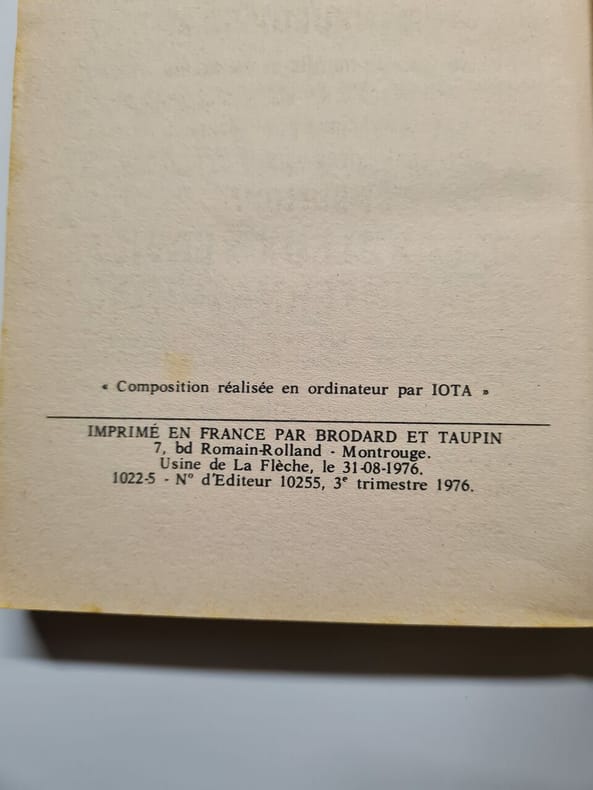 « Composition réalisée en ordinateur par IOTA »
IMPRIMÉ EN FRANCE PAR BRODARD ET TAUPIN
7, bd Romain-Rolland - Montrouge.
Usine de La Flèche, le 31-08-1976.
1022-5 - N° d'Editeur 10255, 3e trimestre 1976.